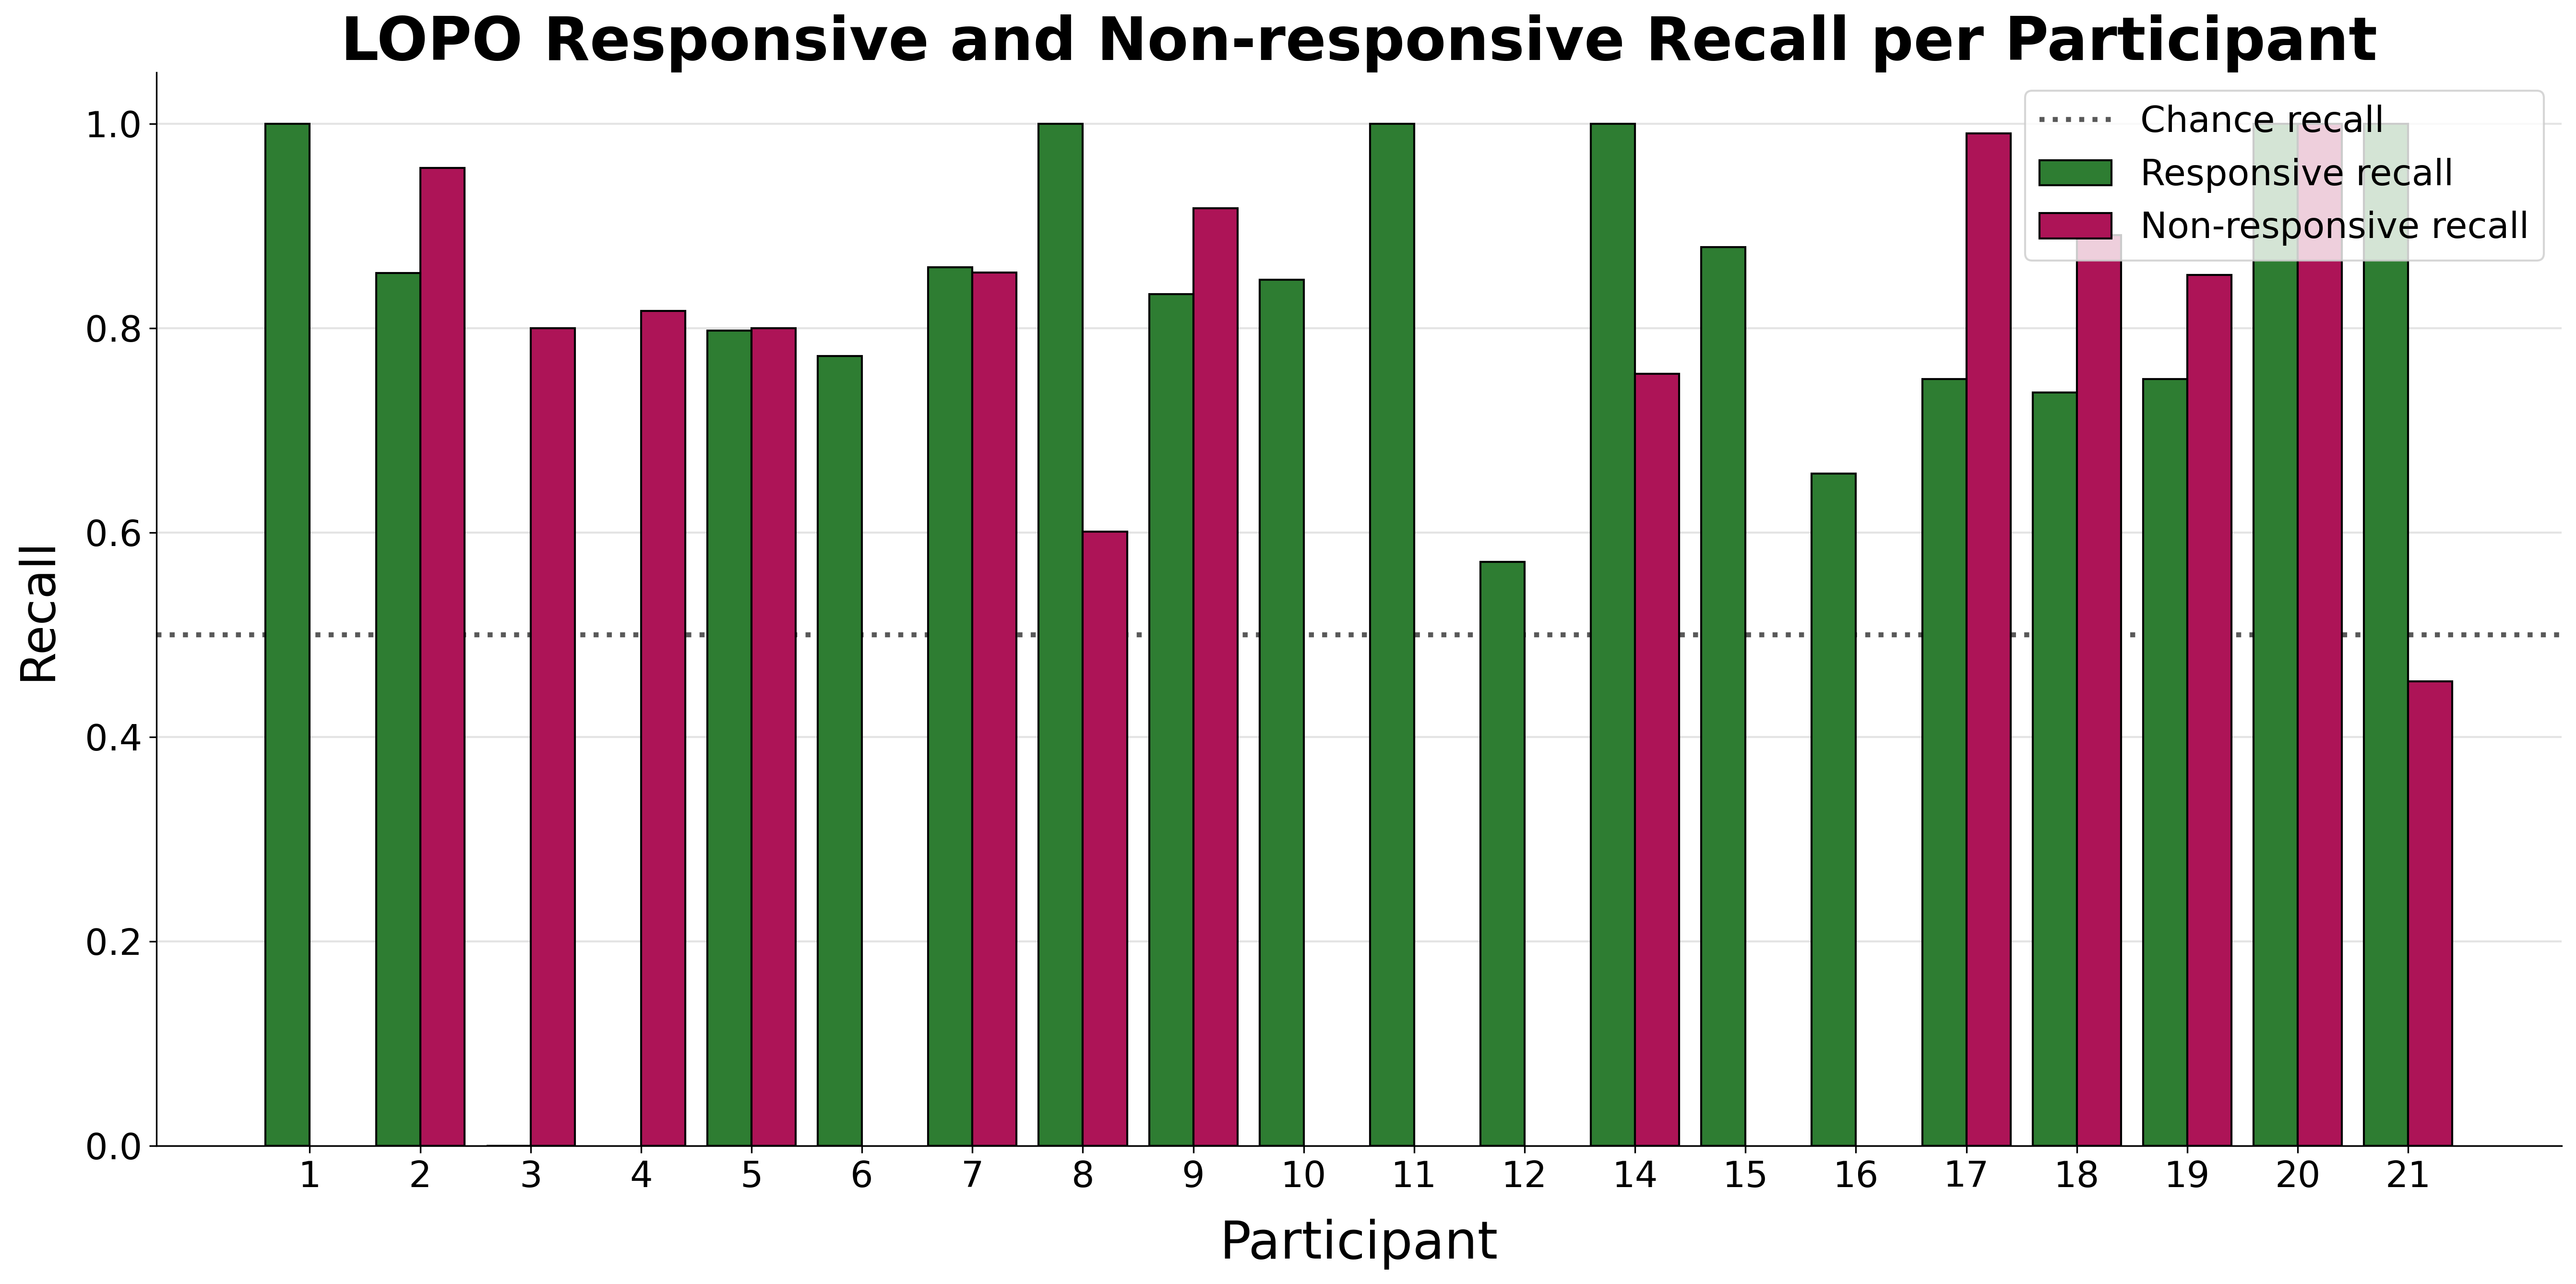 LOPO Responsive and Non-responsive Recall per Participant
Chance recall
Responsive recall
Non-responsive recall
1.0
0.8
0.6
0.4
0.2
0.0
Recall
1 2 3 4 5 6 7 8 9 10 11 12 14 15 16 17 18 19 20 21
Participant